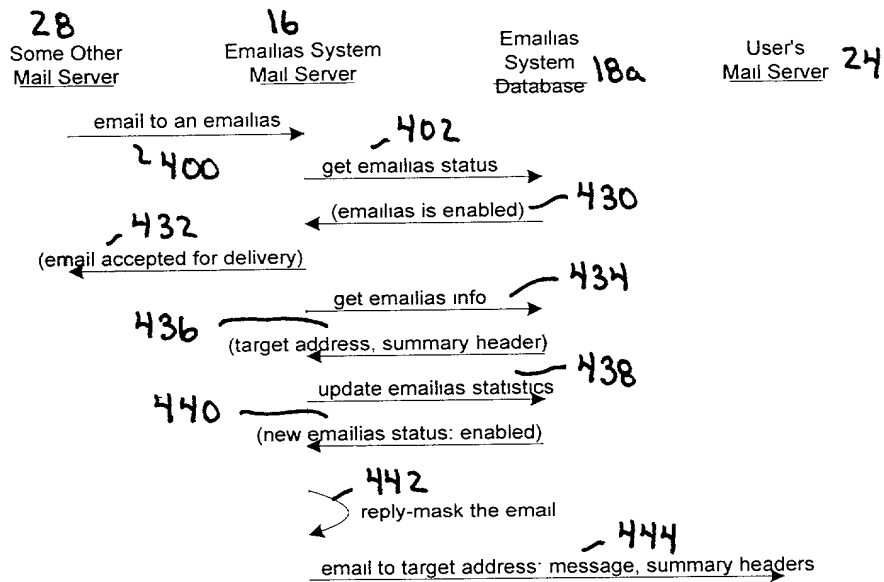 28
Some Other
Mail Server
16
Emailias System
Mail Server
Emailias
System
Database 18a
User's
Mail Server 24
email to an emailias
400
402
get emailias status
430
(emailias is enabled)
432
(email accepted for delivery)
434
get emailias info
436
(target address, summary header)
438
update emailias statistics
440
(new emailias status: enabled)
442
reply-mask the email
444
email to target address: message, summary headers